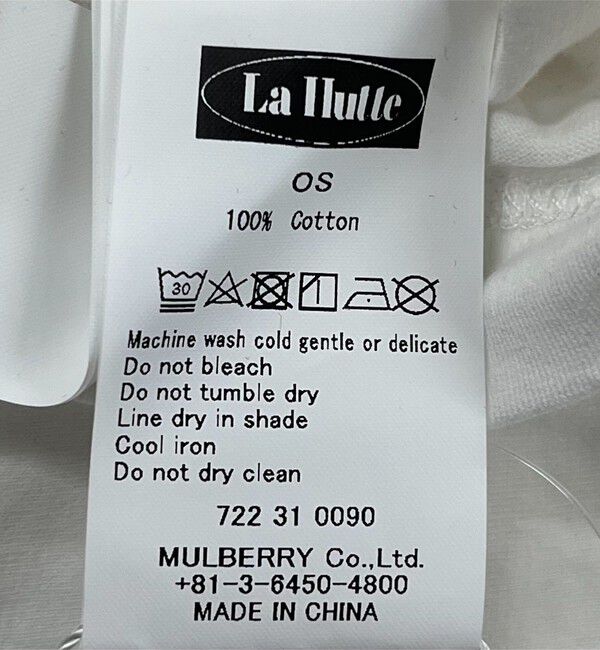 La Hutte
OS
100% Cotton
30
Machine wash cold gentle or delicate
Do not bleach
Do not tumble dry
Line dry in shade
Cool iron
Do not dry clean
722 31 0090
MULBERRY Co.,Ltd.
+81-3-6450-4800
MADE IN CHINA